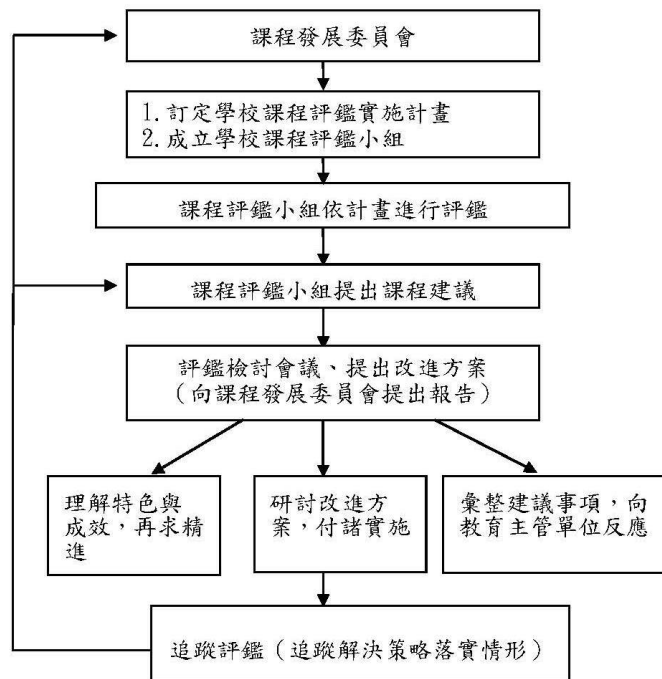 課程發展委員會
1.訂定學校課程評鑑實施計畫
2.成立學校課程評鑑小組
課程評鑑小組依計畫進行評鑑
課程評鑑小組提出課程建議
評鑑檢討會議、提出改進方案
（向課程發展委員會提出報告）
理解特色與
成效，再求精
進
研討改進方
案，付諸實施
彙整建議事項，向
教育主管單位反應
追蹤評鑑（追蹤解決策略落實情形）